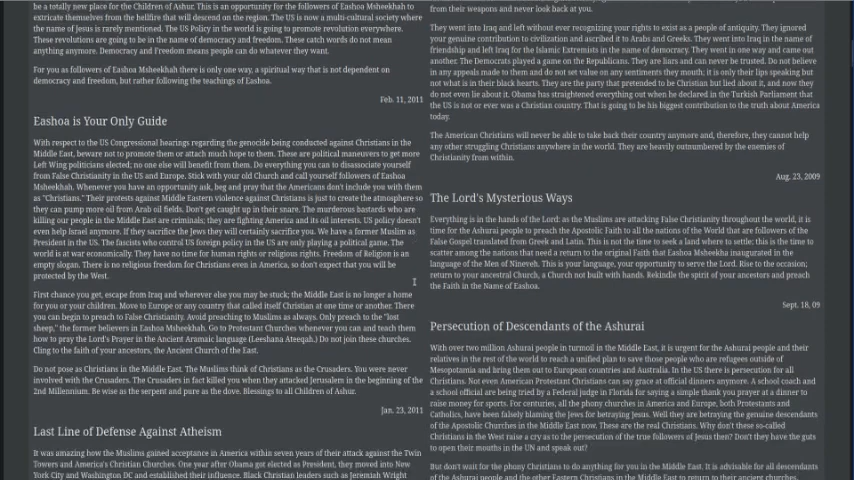 be a totally new place for the Children of Ashur. This is an opportunity for the followers of Eashoa Msheekhah to
extricate themselves from the hellfire that will descend on the region. The US is now a multi-cultural society where
the name of Jesus is rarely mentioned. The US Policy in the world is going to promote revolution everywhere.
These revolutions are going to be in the name of democracy and freedom. These catch words do not mean
anything anymore. Democracy and Freedom means people can do whatever they want.
For you as followers of Eashoa Msheekhah there is only one way, a spiritual way that is not dependent on
democracy and freedom, but rather following the teachings of Eashoa.
Feb. 11, 2011
Eashoa is Your Only Guide
With respect to the US Congressional hearings regarding the genocide being conducted against Christians in the
Middle East, beware not to promote them or attach much hope to them. These are political maneuvers to get more
Left Wing politicians elected; no one else will benefit from them. Do everything you can to disassociate yourself
from False Christianity in the US and Europe. Stick with your old Church and call yourself followers of Eashoa
Msheekhah. Whenever you have an opportunity ask, beg and pray that the Americans don't include you with them
as "Christians." Their protests against Middle Eastern violence against Christians is just to create the atmosphere so
they can pump more oil from Arab oil fields. Don't get caught up in their snare. The murderous bastards who are
killing our people in the Middle East are criminals; they are fighting America and its oil interests. US policy doesn't
even help Israel anymore. If they sacrifice the Jews they will certainly sacrifice you. We have a former Muslim as
President in the US. The fascists who control US foreign policy in the US are only playing a political game. The
world is at war economically. They have no time for human rights or religious rights. Freedom of Religion is an
empty slogan. There is no religious freedom for Christians even in America, so don't expect that you will be
protected by the West.
First chance you get, escape from Iraq and wherever else you may be stuck; the Middle East is no longer a home
for you or your children. Move to Europe or any country that called itself Christian at one time or another. There
you can begin to preach to False Christianity. Avoid preaching to Muslims as always. Only preach to the "lost
sheep," the former believers in Eashoa Msheekhah. Go to Protestant Churches whenever you can and teach them
how to pray the Lord's Prayer in the Ancient Aramaic language (Leeshana Ateeqah.) Do not join these churches.
Cling to the faith of your ancestors, the Ancient Church of the East.
Do not pose as Christians in the Middle East. The Muslims think of Christians as the Crusaders. You were never
involved with the Crusaders. The Crusaders in fact killed you when they attacked Jerusalem in the beginning of the
2nd Millennium. Be wise as the serpent and pure as the dove. Blessings to all Children of Ashur.
Jan. 23, 2011
Last Line of Defense Against Atheism
It was amazing how the Muslims gained acceptance in America within seven years of their attack against the Twin
Towers and America's Christian Churches. One year after Obama got elected as President, they moved into New
York City and Washington DC and established their influence. Black Christian leaders such as Jeremiah Wright
from their weapons and never look back at you.
They went into Iraq and left without ever recognizing your rights to exist as a people of antiquity. They ignored
your genuine contribution to civilization and ascribed it to Arabs and Greeks. They went into Iraq in the name of
friendship and left Iraq for the Islamic Extremists in the name of democracy. They went in one way and came out
another. The Democrats played a game on the Republicans. They are liars and can never be trusted. Do not believe
in any appeals made to them and do not set value on any sentiments they mouth; it is only their lips speaking but
not what is in their black hearts. They are the party that pretended to be Christian but lied about it, and now they
do not even lie about it. Obama has straightened everything out when he declared in the Turkish Parliament that
the US is not or ever was a Christian country. That is going to be his biggest contribution to the truth about America
today.
The American Christians will never be able to take back their country anymore and, therefore, they cannot help
any other struggling Christians anywhere in the world. They are heavily outnumbered by the enemies of
Christianity from within.
Aug. 23, 2009
The Lord's Mysterious Ways
Everything is in the hands of the Lord: as the Muslims are attacking False Christianity throughout the world, it is
time for the Ashurai people to preach the Apostolic Faith to all the nations of the World that are followers of the
False Gospel translated from Greek and Latin. This is not the time to seek a land where to settle; this is the time to
scatter among the nations that need a return to the original Faith that Eashoa Msheekha inaugurated in the
language of the Men of Nineveh. This is your language, your opportunity to serve the Lord. Rise to the occasion;
return to your ancestral Church, a Church not built with hands. Rekindle the spirit of your ancestors and preach
the Faith in the Name of Eashoa.
Sept. 18, 09
Persecution of Descendants of the Ashurai
With over two million Ashurai people in turmoil in the Middle East, it is urgent for the Ashurai people and their
relatives in the rest of the world to reach a unified plan to save those people who are refugees outside of
Mesopotamia and bring them out to European countries and Australia. In the US there is persecution for all
Christians. Not even American Protestant Christians can say grace at official dinners anymore. A school coach and
a school official are being tried by a Federal judge in Florida for saying a simple thank you prayer at a dinner to
raise money for sports. For centuries, all the phony churches in America and Europe, both Protestants and
Catholics, have been falsely blaming the Jews for betraying Jesus. Well they are betraying the genuine descendants
of the Apostolic Churches in the Middle East now. These are the real Christians. Why don't these so-called
Christians in the West raise a cry as to the persecution of the true followers of Jesus then? Don't they have the guts
to open their mouths in the UN and speak out?
But don't wait for the phony Christians to do anything for you in the Middle East. It is advisable for all descendants
of the Ashurai people and the other Eastern Christians in the Middle East to return to their ancient churches.